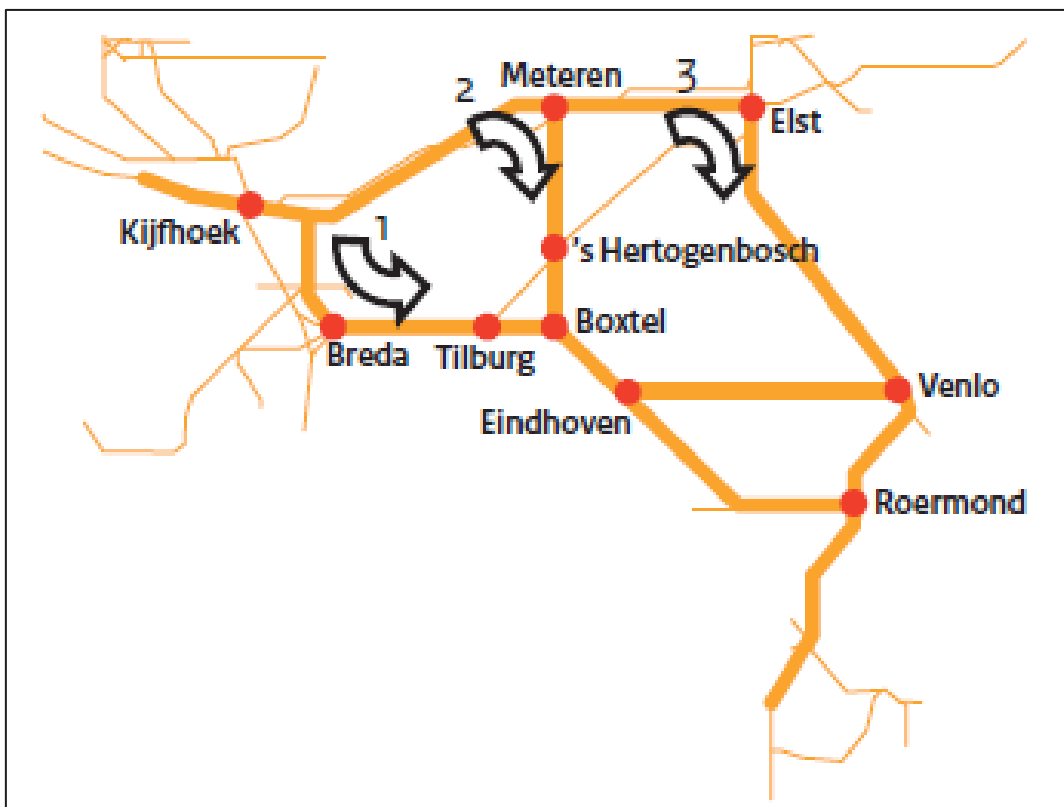 Meteren
2
3
Elst
Kijfhoek
1
's Hertogenbosch
Breda
Tilburg
Boxtel
Eindhoven
Venlo
Roermond